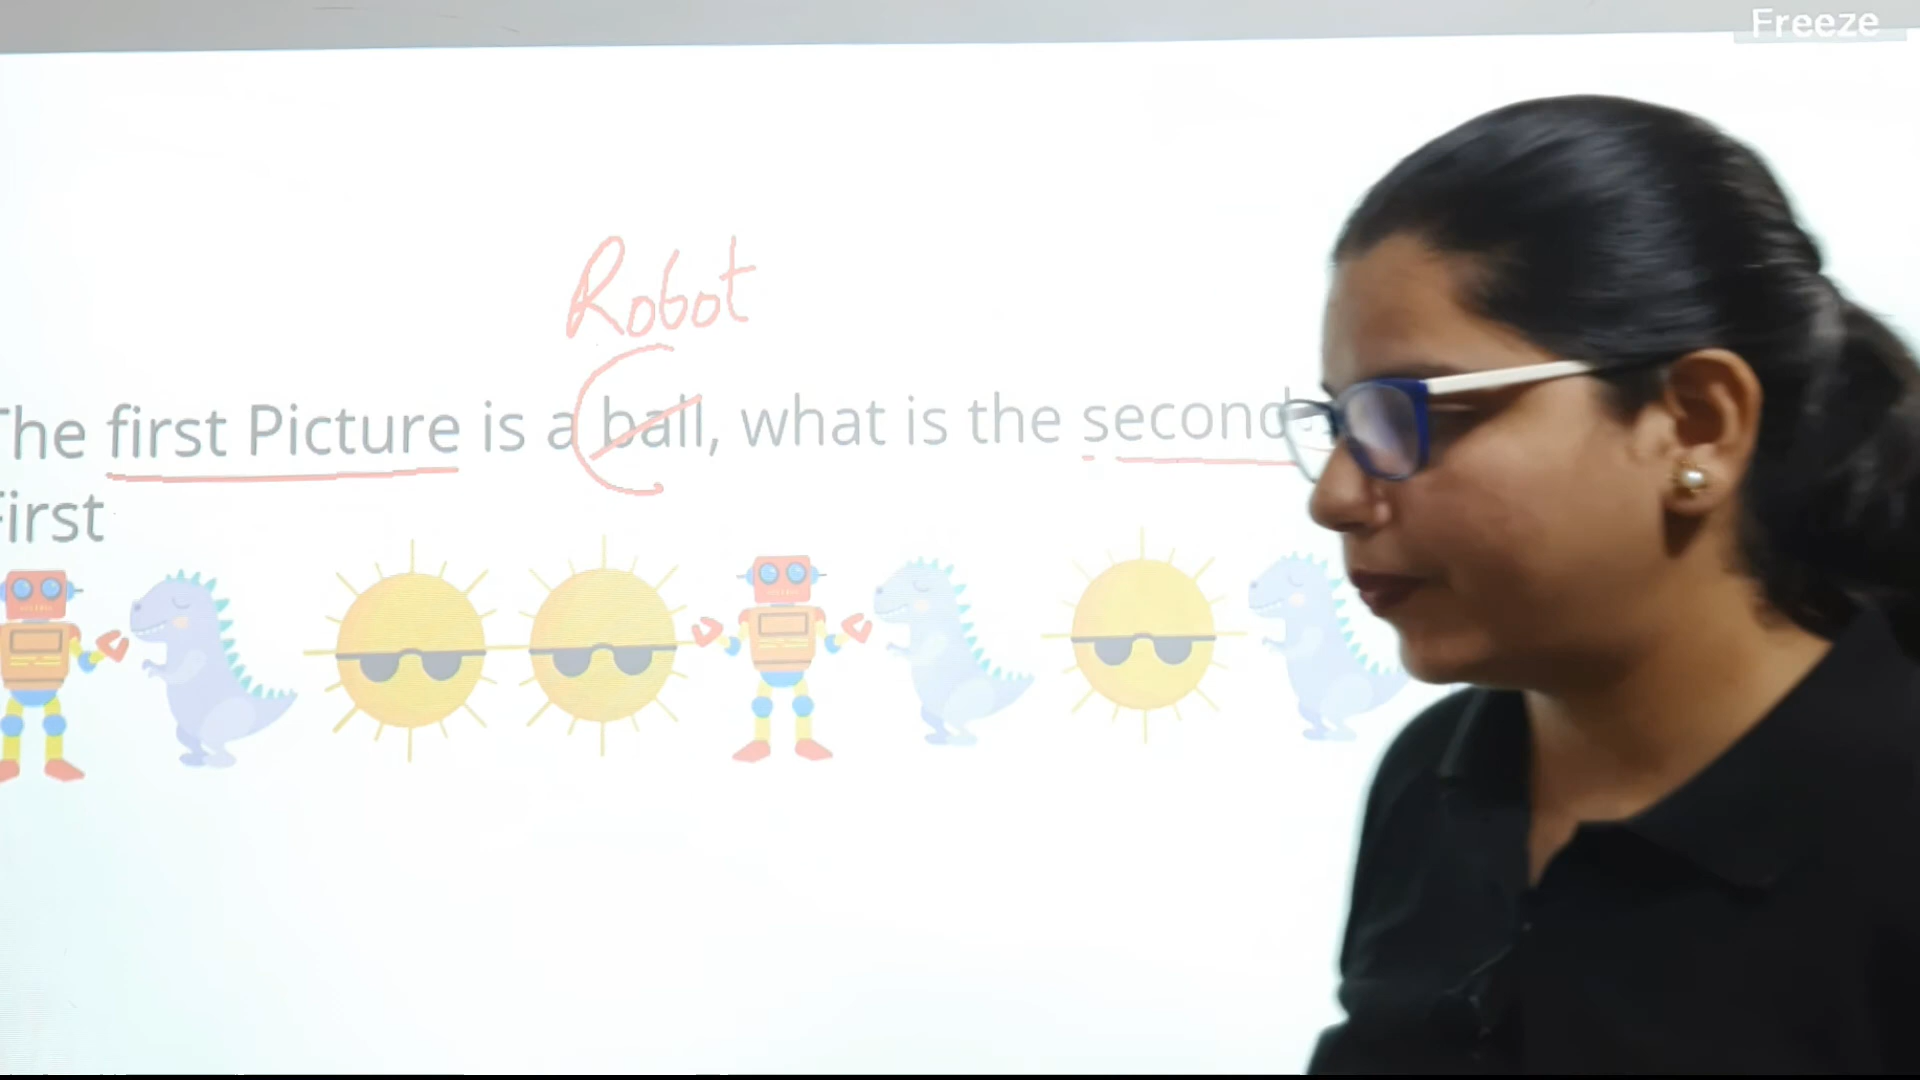 Freeze
Robot
The first Picture is a ball, what is the second
First